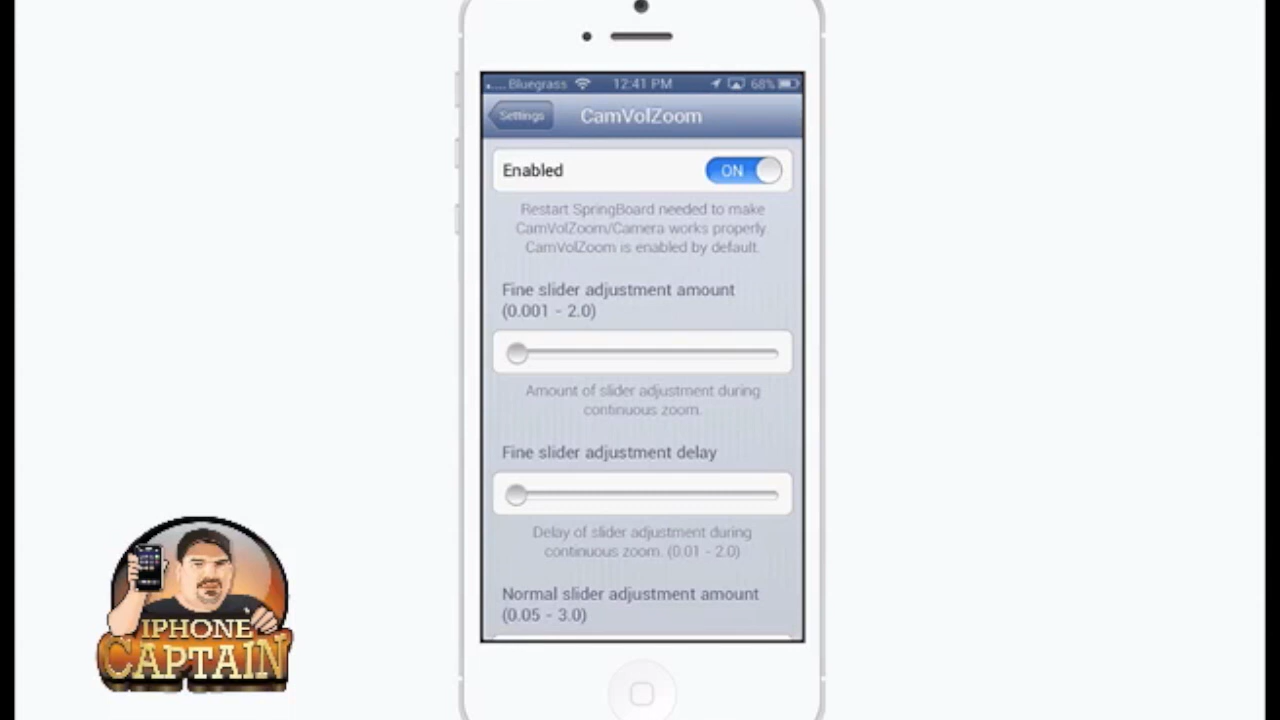 ..... Bluegrass 12:41 PM 68%
Settings CamVolZoom
Enabled ON
Restart SpringBoard needed to make
CamVolZoom/Camera works properly.
CamVolZoom is enabled by default.
Fine slider adjustment amount
(0.001 - 2.0)
Amount of slider adjustment during
continuous zoom.
Fine slider adjustment delay
Delay of slider adjustment during
continuous zoom. (0.01 - 2.0)
Normal slider adjustment amount
(0.05 - 3.0)
IPHONE
CAPTAIN